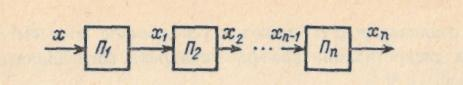 x П₁ x₁ П₂ x₂ ... xₙ₋₁ Пₙ xₙ